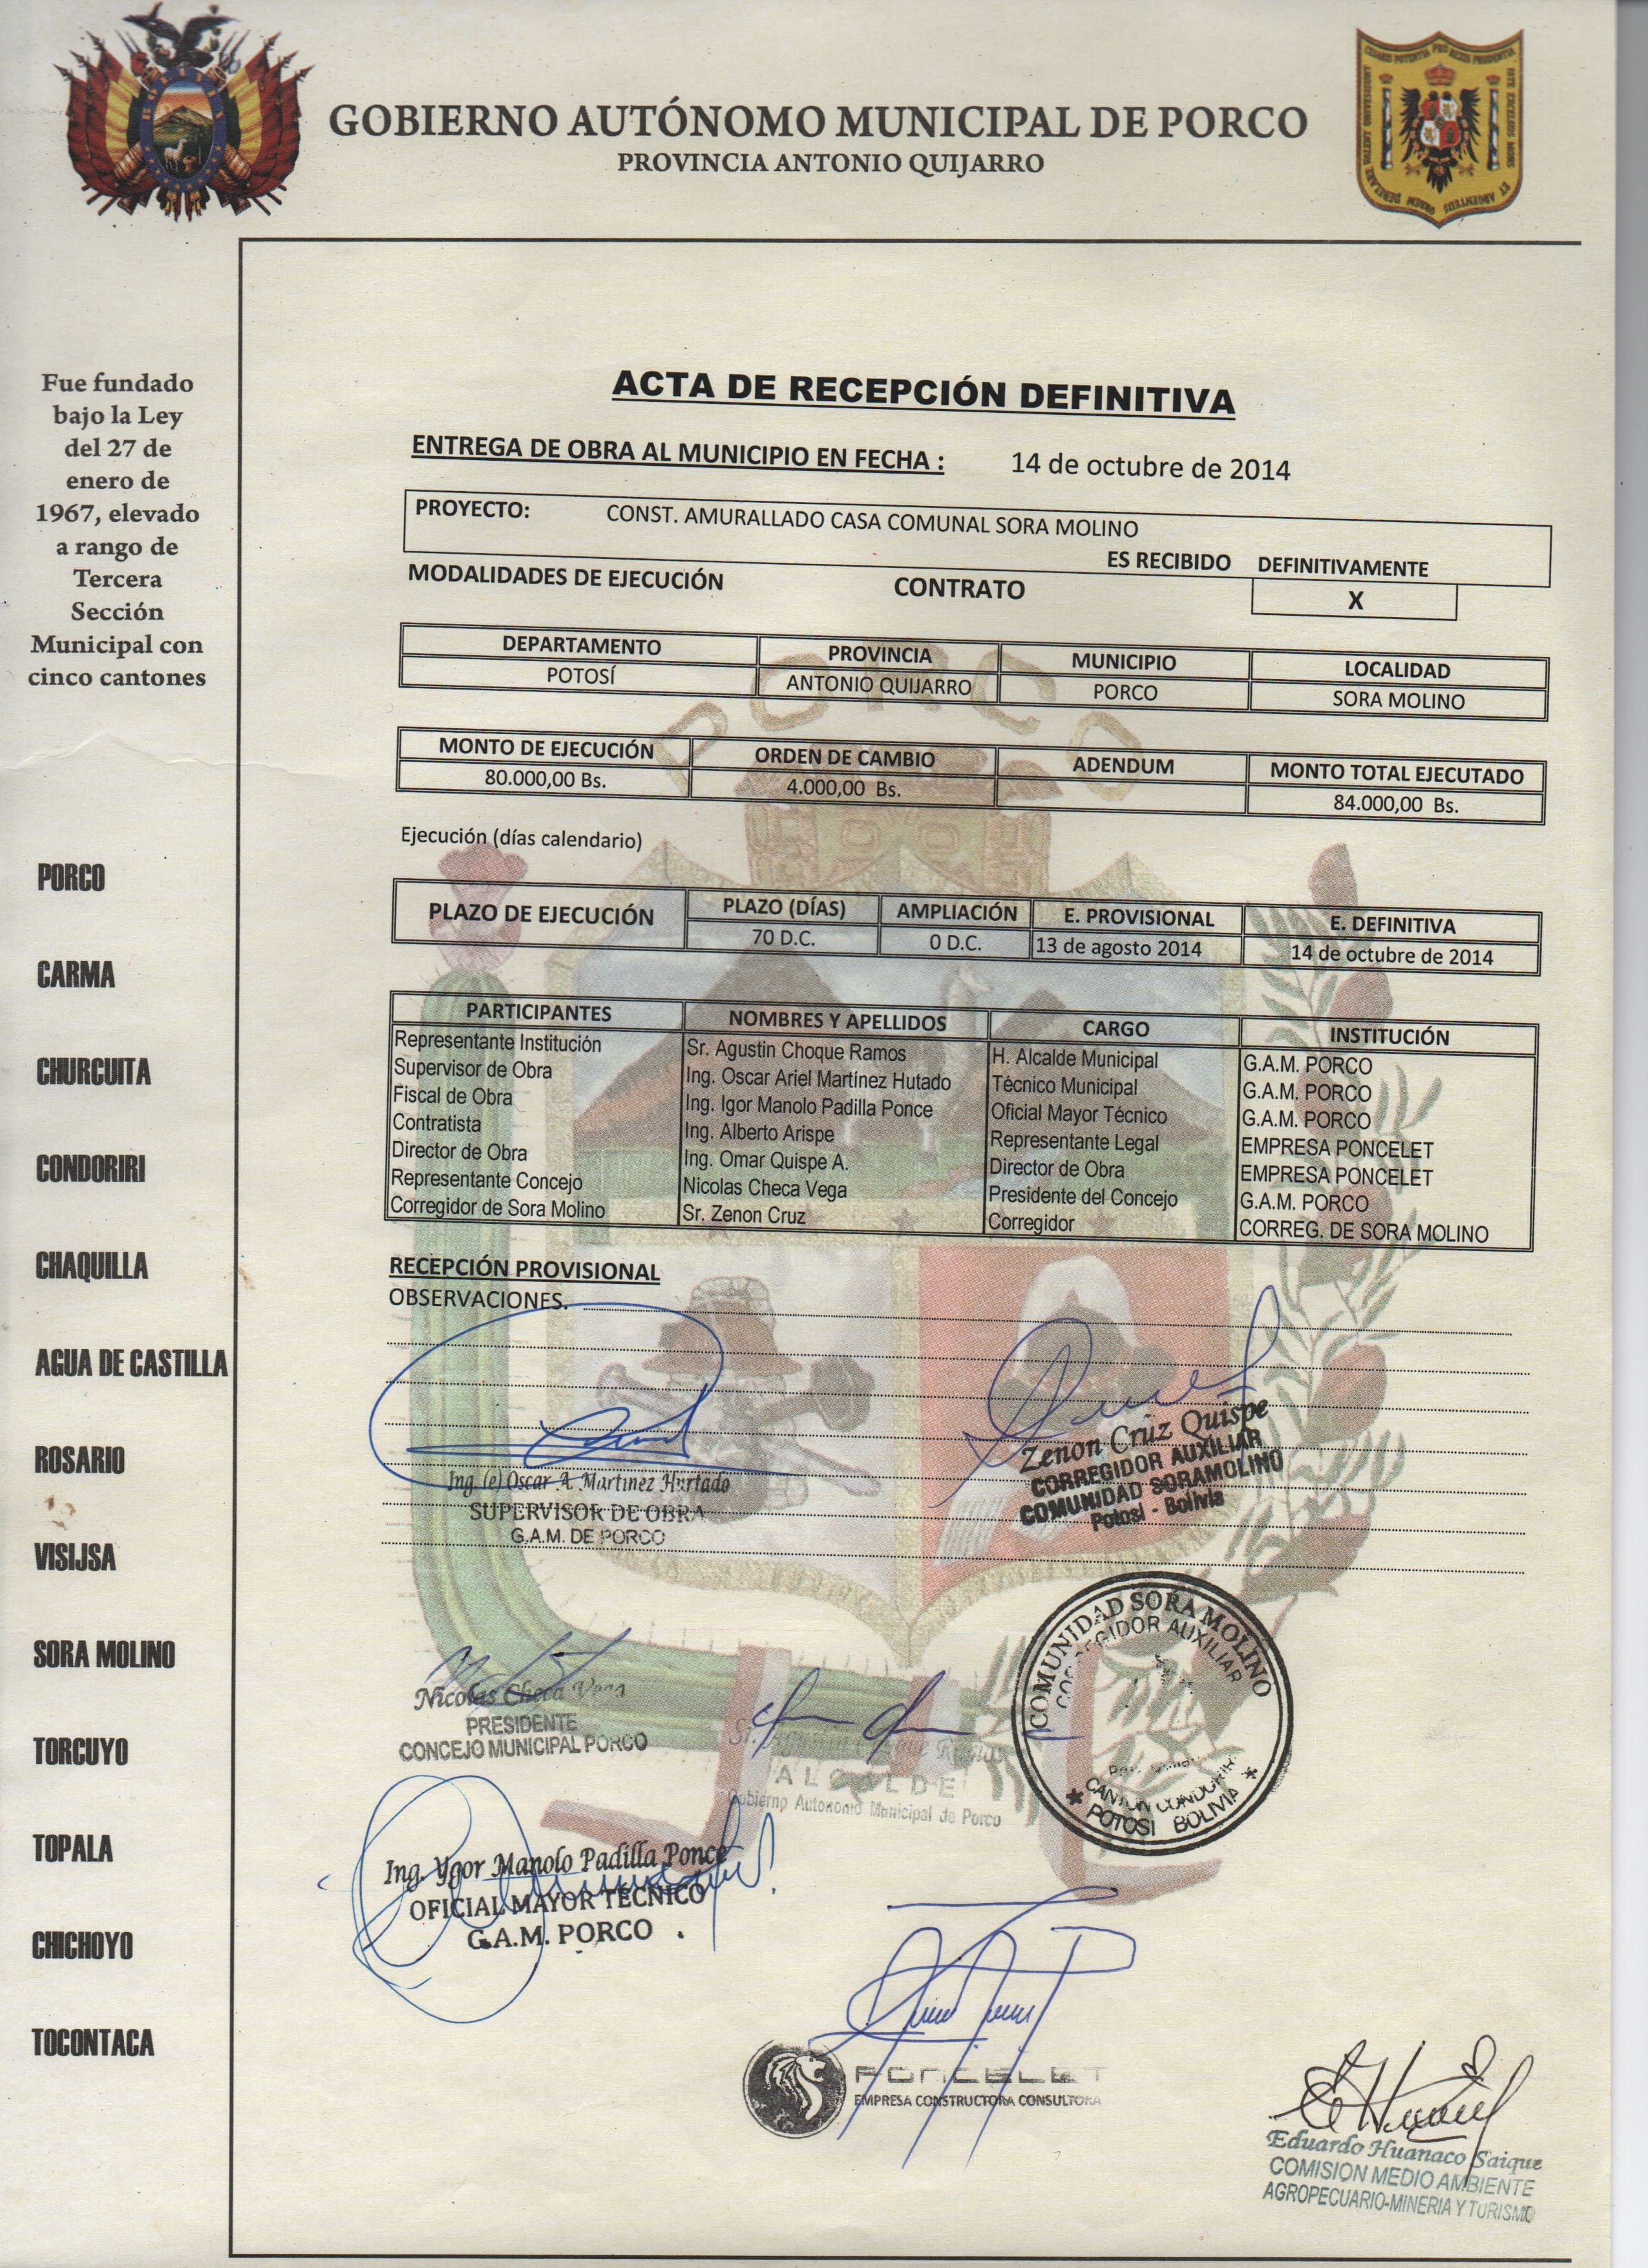 GOBIERNO AUTÓNOMO MUNICIPAL DE PORCO
PROVINCIA ANTONIO QUIJARRO
Fue fundado
bajo la Ley
del 27 de
enero de
1967, elevado
a rango de
Tercera
Sección
Municipal con
cinco cantones
PORCO
CARMA
CHURCUITA
CONDORIRI
CHAQUILLA
AGUA DE CASTILLA
ROSARIO
VISIJSA
SORA MOLINO
TORCUYO
TOPALA
CHICHOYO
TOCONTACA
ACTA DE RECEPCIÓN DEFINITIVA
ENTREGA DE OBRA AL MUNICIPIO EN FECHA : 14 de octubre de 2014
PROYECTO: CONST. AMURALLADO CASA COMUNAL SORA MOLINO
ES RECIBIDO DEFINITIVAMENTE
MODALIDADES DE EJECUCIÓN CONTRATO X
PORCO
DEPARTAMENTO PROVINCIA MUNICIPIO LOCALIDAD
POTOSÍ ANTONIO QUIJARRO PORCO SORA MOLINO
MONTO DE EJECUCIÓN ORDEN DE CAMBIO ADENDUM MONTO TOTAL EJECUTADO
80.000,00 Bs. 4.000,00 Bs. 84.000,00 Bs.
Ejecución (días calendario)
PLAZO DE EJECUCIÓN PLAZO (DÍAS) AMPLIACIÓN E. PROVISIONAL E. DEFINITIVA
70 D.C. 0 D.C. 13 de agosto 2014 14 de octubre de 2014
PARTICIPANTES NOMBRES Y APELLIDOS CARGO INSTITUCIÓN
Representante Institución Sr. Agustin Choque Ramos H. Alcalde Municipal G.A.M. PORCO
Supervisor de Obra Ing. Oscar Ariel Martínez Hutado Técnico Municipal G.A.M. PORCO
Fiscal de Obra Ing. Igor Manolo Padilla Ponce Oficial Mayor Técnico G.A.M. PORCO
Contratista Ing. Alberto Arispe Representante Legal EMPRESA PONCELET
Director de Obra Ing. Omar Quispe A. Director de Obra EMPRESA PONCELET
Representante Concejo Nicolas Checa Vega Presidente del Concejo G.A.M. PORCO
Corregidor de Sora Molino Sr. Zenon Cruz Corregidor CORREG. DE SORA MOLINO
RECEPCIÓN PROVISIONAL
OBSERVACIONES.
Ing. (e) Oscar A. Martinez Hurtado
SUPERVISOR DE OBRA
G.A.M. DE PORCO
Zenon Cruz Quispe
CORREGIDOR AUXILIAR
COMUNIDAD SORAMOLINO
Potosí - Bolivia
COMUNIDAD SORA MOLINO
CORREGIDOR AUXILIAR
CANTON CONDORIRI
POTOSI BOLIVIA
Nicolas Checa Vega
PRESIDENTE
CONCEJO MUNICIPAL PORCO
Sr. Agustin Choque Ramos
ALCALDE
Gobierno Autonomo Municipal de Porco
Ing. Ygor Manolo Padilla Ponce
OFICIAL MAYOR TÉCNICO
G.A.M. PORCO
PONCELET
EMPRESA CONSTRUCTORA CONSULTORA
Eduardo Huanaco Saique
COMISION MEDIO AMBIENTE
AGROPECUARIO-MINERIA Y TURISMO